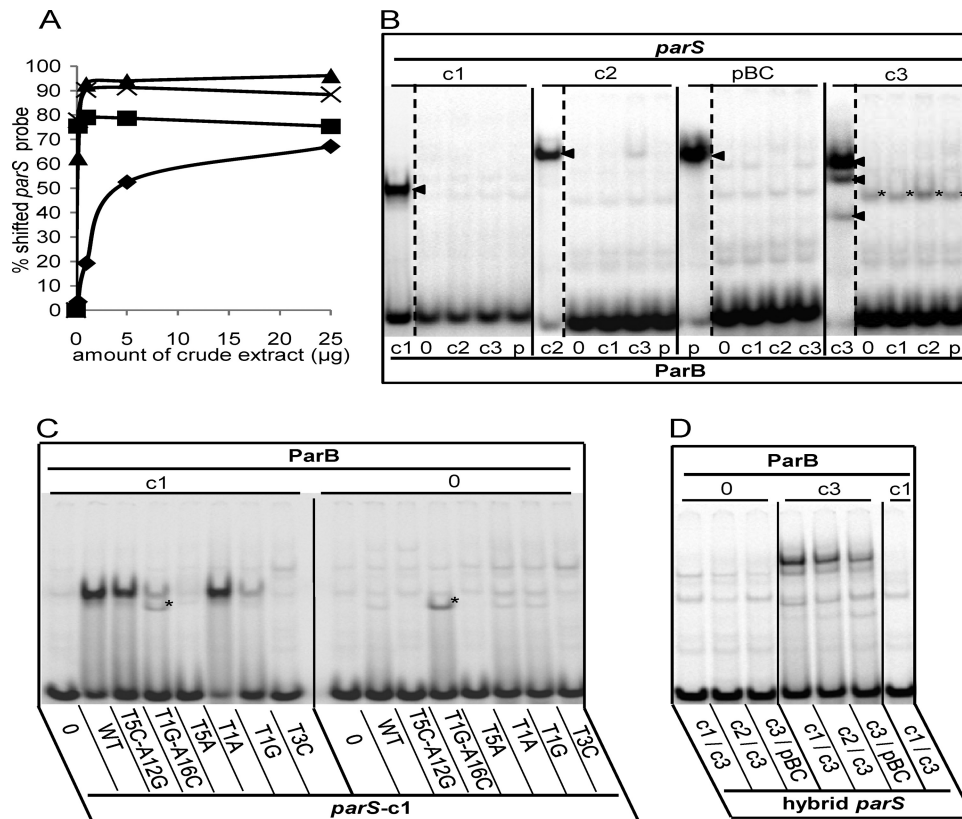 A
% shifted parS probe
100
90
80
70
60
50
40
30
20
10
0
0 5 10 15 20 25
amount of crude extract (µg)
B
parS
c1 c2 pBC c3
* * * *
c1 0 c2 c3 p c2 0 c1 c3 p p 0 c1 c2 c3 c3 0 c1 c2 p
ParB
C
ParB
c1 0
* *
0 WT T5C-A12G T1G-A16C T5A T1A T1G T3C 0 WT T5C-A12G T1G-A16C T5A T1A T1G T3C
parS-c1
D
ParB
0 c3 c1
c1 / c3 c2 / c3 c3 / pBC c1 / c3 c2 / c3 c3 / pBC c1 / c3
hybrid parS